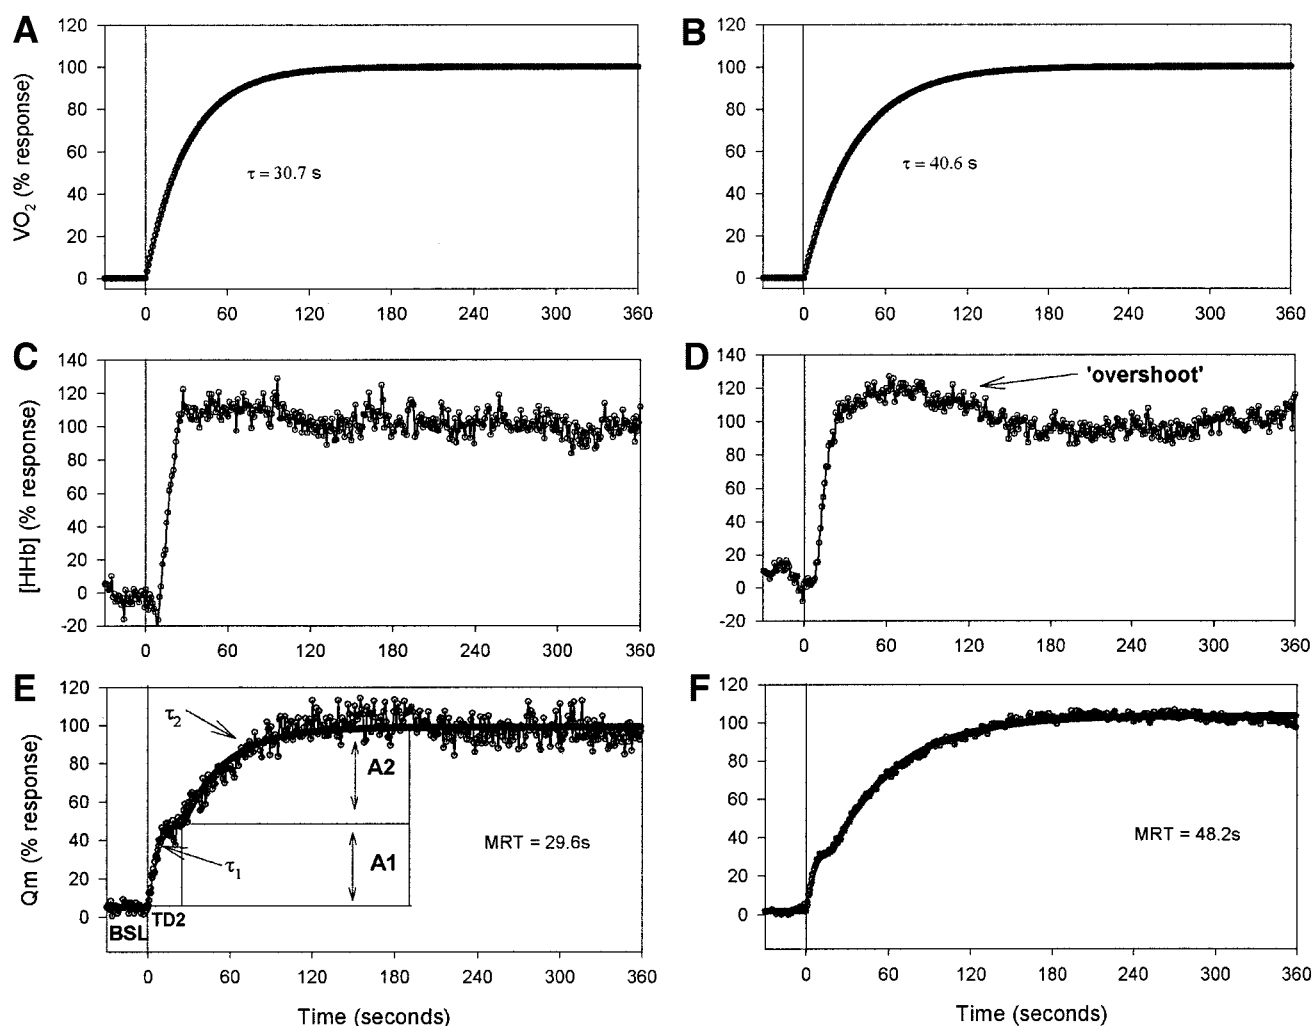 A
120
100
80
60
40
20
0
VO2 (% response)
τ = 30.7 s
0 60 120 180 240 300 360
B
120
100
80
60
40
20
0
τ = 40.6 s
0 60 120 180 240 300 360
C
140
120
100
80
60
40
20
0
-20
[HHb] (% response)
0 60 120 180 240 300 360
D
140
120
100
80
60
40
20
0
-20
'overshoot'
0 60 120 180 240 300 360
E
120
100
80
60
40
20
0
Qm (% response)
τ2
A2
A1
τ1
MRT = 29.6s
BSL
TD2
0 60 120 180 240 300 360
Time (seconds)
F
120
100
80
60
40
20
0
MRT = 48.2s
0 60 120 180 240 300 360
Time (seconds)